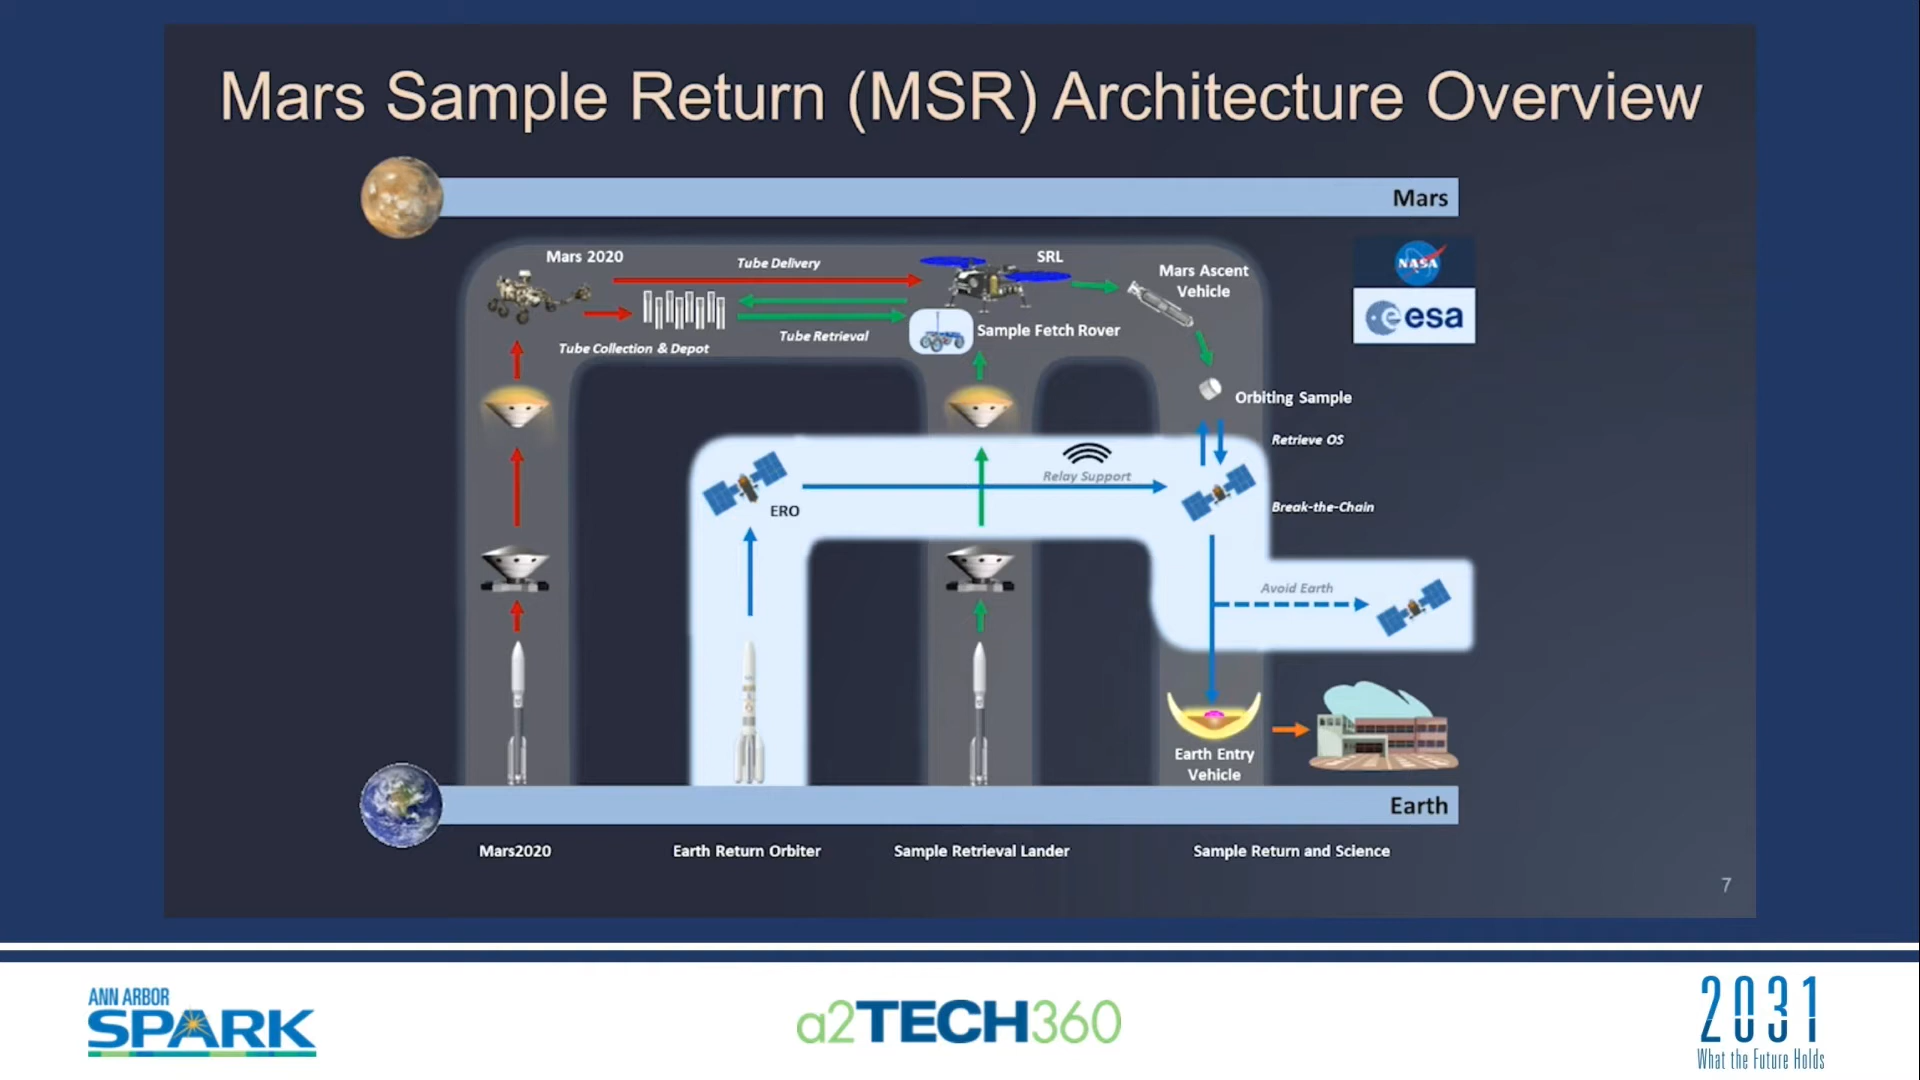 Mars Sample Return (MSR) Architecture Overview
Mars
Mars 2020
Tube Delivery
SRL
Mars Ascent
Vehicle
NASA
esa
Sample Fetch Rover
Tube Retrieval
Tube Collection & Depot
Orbiting Sample
Retrieve OS
Relay Support
ERO
Break-the-Chain
Avoid Earth
Earth Entry
Vehicle
Earth
Mars2020
Earth Return Orbiter
Sample Retrieval Lander
Sample Return and Science
7
ANN ARBOR
SPARK
a2TECH360
2031
What the Future Holds